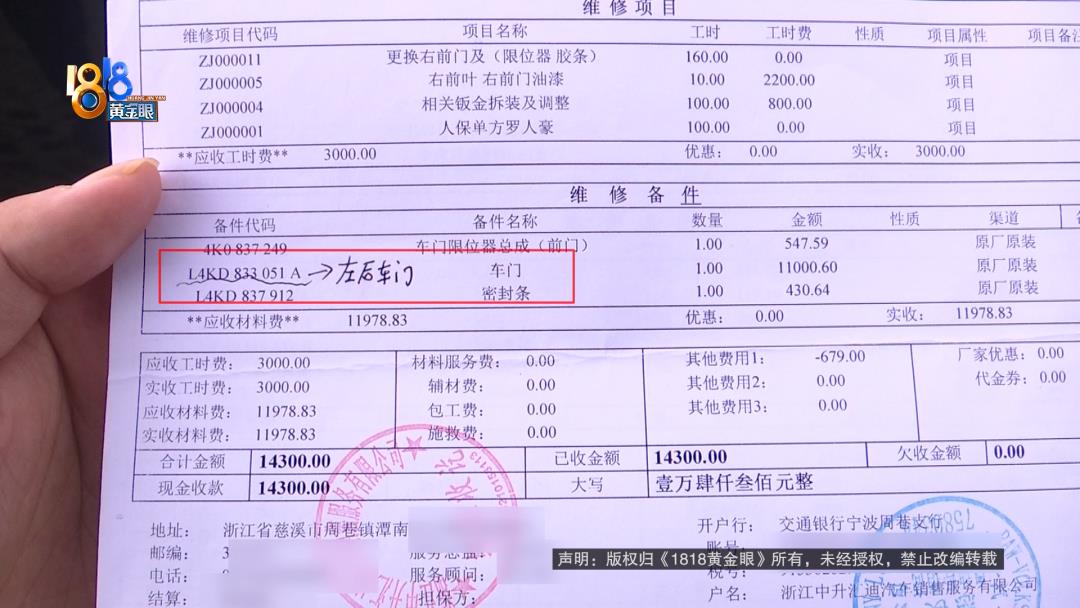 维修项目
维修项目代码 项目名称 工时 工时费 性质 项目属性 项目备注
ZJ000011 更换右前门及（限位器 胶条） 160.00 0.00 项目
ZJ000005 右前叶 右前门油漆 10.00 2200.00 项目
ZJ000004 相关钣金拆装及调整 100.00 800.00 项目
ZJ000001 人保单方罗人豪 100.00 0.00 项目
**应收工时费** 3000.00 优惠： 0.00 实收： 3000.00
1818
黄金眼
维 修 备 件
备件代码 备件名称 数量 金额 性质 渠道
4K0 837 249 车门限位器总成（前门） 1.00 547.59 原厂原装
L4KD 833 051 A →左后车门 车门 1.00 11000.60 原厂原装
L4KD 837 912 密封条 1.00 430.64 原厂原装
**应收材料费** 11978.83 优惠： 0.00 实收： 11978.83
应收工时费： 3000.00 材料服务费： 0.00 其他费用1： -679.00 厂家优惠： 0.00
实收工时费： 3000.00 辅材费： 0.00 其他费用2： 0.00 代金券： 0.00
应收材料费： 11978.83 包工费： 0.00 其他费用3： 0.00
实收材料费： 11978.83 施救费： 0.00
合计金额 14300.00 已收金额 14300.00 欠收金额 0.00
现金收款 14300.00 大写 壹万肆仟叁佰元整
地址： 浙江省慈溪市周巷镇潭南 开户行： 交通银行宁波周巷支行
邮编： 3
电话： 服务顾问： 税号：
结算： 担保方： 户名： 浙江中升汇迪汽车销售服务有限公司
声明：版权归《1818黄金眼》所有，未经授权，禁止改编转载